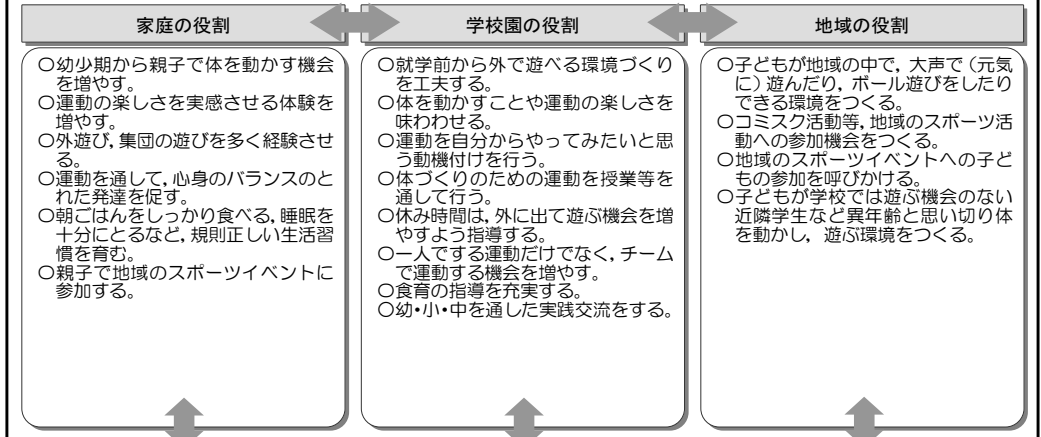 家庭の役割
〇幼少期から親子で体を動かす機会
を増やす。
〇運動の楽しさを実感させる体験を
増やす。
〇外遊び,集団の遊びを多く経験させ
る。
〇運動を通して,心身のバランスのと
れた発達を促す。
〇朝ごはんをしっかり食べる,睡眠を
十分にとるなど,規則正しい生活習
慣を育む。
〇親子で地域のスポーツイベントに
参加する。
学校園の役割
〇就学前から外で遊べる環境づくり
を工夫する。
〇体を動かすことや運動の楽しさを
味わわせる。
〇運動を自分からやってみたいと思
う動機付けを行う。
〇体づくりのための運動を授業等を
通して行う。
〇休み時間は,外に出て遊ぶ機会を増
やすよう指導する。
〇一人でする運動だけでなく,チーム
で運動する機会を増やす。
〇食育の指導を充実する。
〇幼・小・中を通した実践交流をする。
地域の役割
〇子どもが地域の中で,大声で(元気
に)遊んだり,ボール遊びをしたり
できる環境をつくる。
〇コミスク活動等,地域のスポーツ活
動への参加機会をつくる。
〇地域のスポーツイベントへの子ど
もの参加を呼びかける。
〇子どもが学校では遊ぶ機会のない
近隣学生など異年齢と思い切り体
を動かし,遊ぶ環境をつくる。